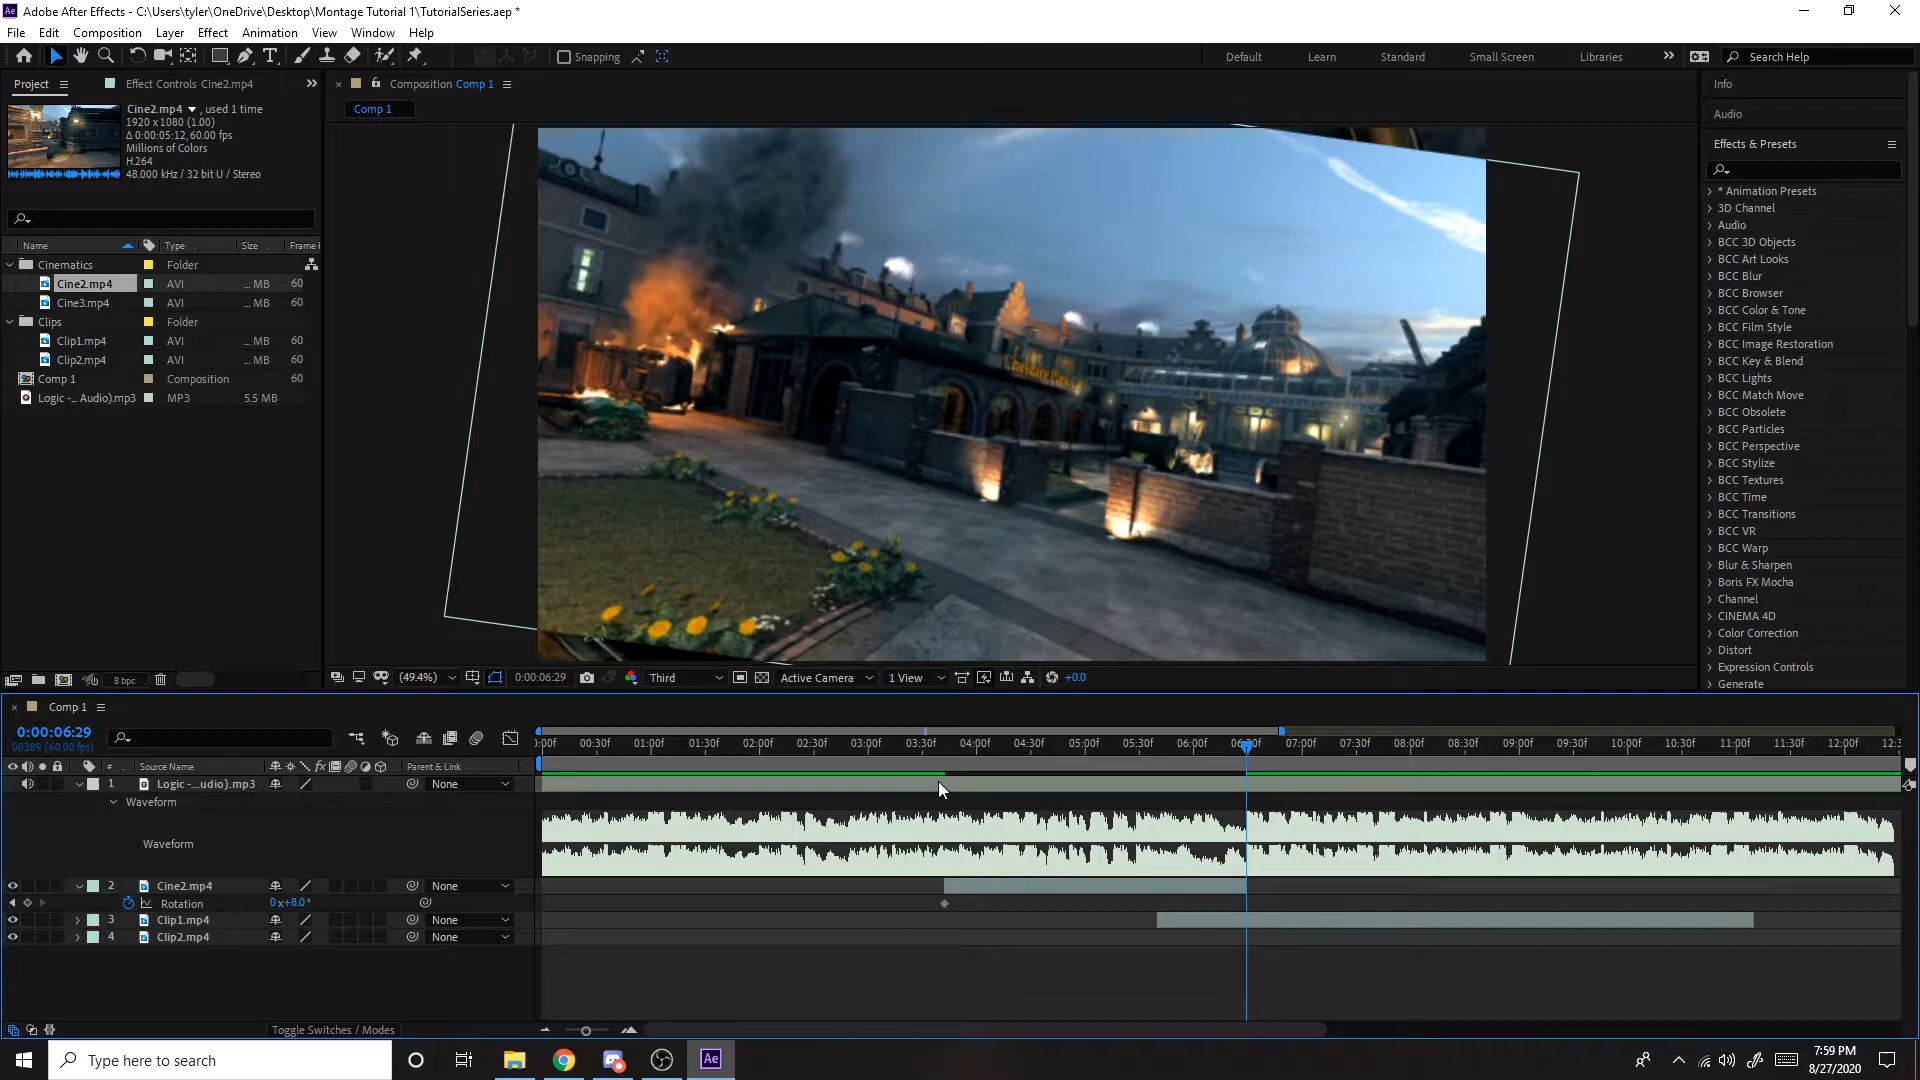 Adobe After Effects - C:\Users\tyler\OneDrive\Desktop\Montage Tutorial 1\TutorialSeries.aep *
File Edit Composition Layer Effect Animation View Window Help
Snapping
Default Learn Standard Small Screen Libraries
Search Help
Project
Effect Controls Cine2.mp4
Composition Comp 1
Comp 1
Cine2.mp4 , used 1 time
1920 x 1080 (1.00)
Δ 0:00:05:12, 60.00 fps
Millions of Colors
H.264
48.000 kHz / 32 bit U / Stereo
Name Type Size Frame
Cinematics Folder
Cine2.mp4 AVI ... MB 60
Cine3.mp4 AVI ... MB 60
Clips Folder
Clip1.mp4 AVI ... MB 60
Clip2.mp4 AVI ... MB 60
Comp 1 Composition 60
Logic -... Audio).mp3 MP3 5.5 MB
8 bpc
(49.4%) 0:00:06:29 Third Active Camera 1 View +0.0
Info
Audio
Effects & Presets
* Animation Presets
3D Channel
Audio
BCC 3D Objects
BCC Art Looks
BCC Blur
BCC Browser
BCC Color & Tone
BCC Film Style
BCC Image Restoration
BCC Key & Blend
BCC Lights
BCC Match Move
BCC Obsolete
BCC Particles
BCC Perspective
BCC Stylize
BCC Textures
BCC Time
BCC Transitions
BCC VR
BCC Warp
Blur & Sharpen
Boris FX Mocha
Channel
CINEMA 4D
Color Correction
Distort
Expression Controls
Generate
Comp 1
0:00:06:29
00389 (60.00 fps)
:00f 00:30f 01:00f 01:30f 02:00f 02:30f 03:00f 03:30f 04:00f 04:30f 05:00f 05:30f 06:00f 06:30f 07:00f 07:30f 08:00f 08:30f 09:00f 09:30f 10:00f 10:30f 11:00f 11:30f 12:00f 12:3
# Source Name fx Parent & Link
1 Logic -...udio).mp3 None
Waveform
Waveform
2 Cine2.mp4 None
Rotation 0x+8.0°
3 Clip1.mp4 None
4 Clip2.mp4 None
Toggle Switches / Modes
Type here to search
Ae
7:59 PM
8/27/2020